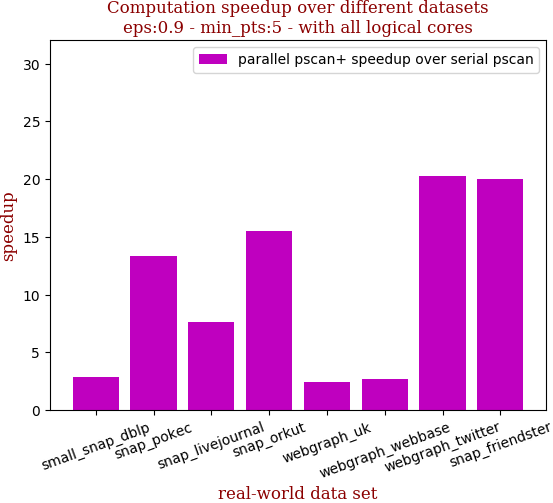 Computation speedup over different datasets
eps:0.9 - min_pts:5 - with all logical cores
parallel pscan+ speedup over serial pscan
speedup
30
25
20
15
10
5
0
small_snap_dblp
snap_pokec
snap_livejournal
snap_orkut
webgraph_uk
webgraph_webbase
webgraph_twitter
snap_friendster
real-world data set